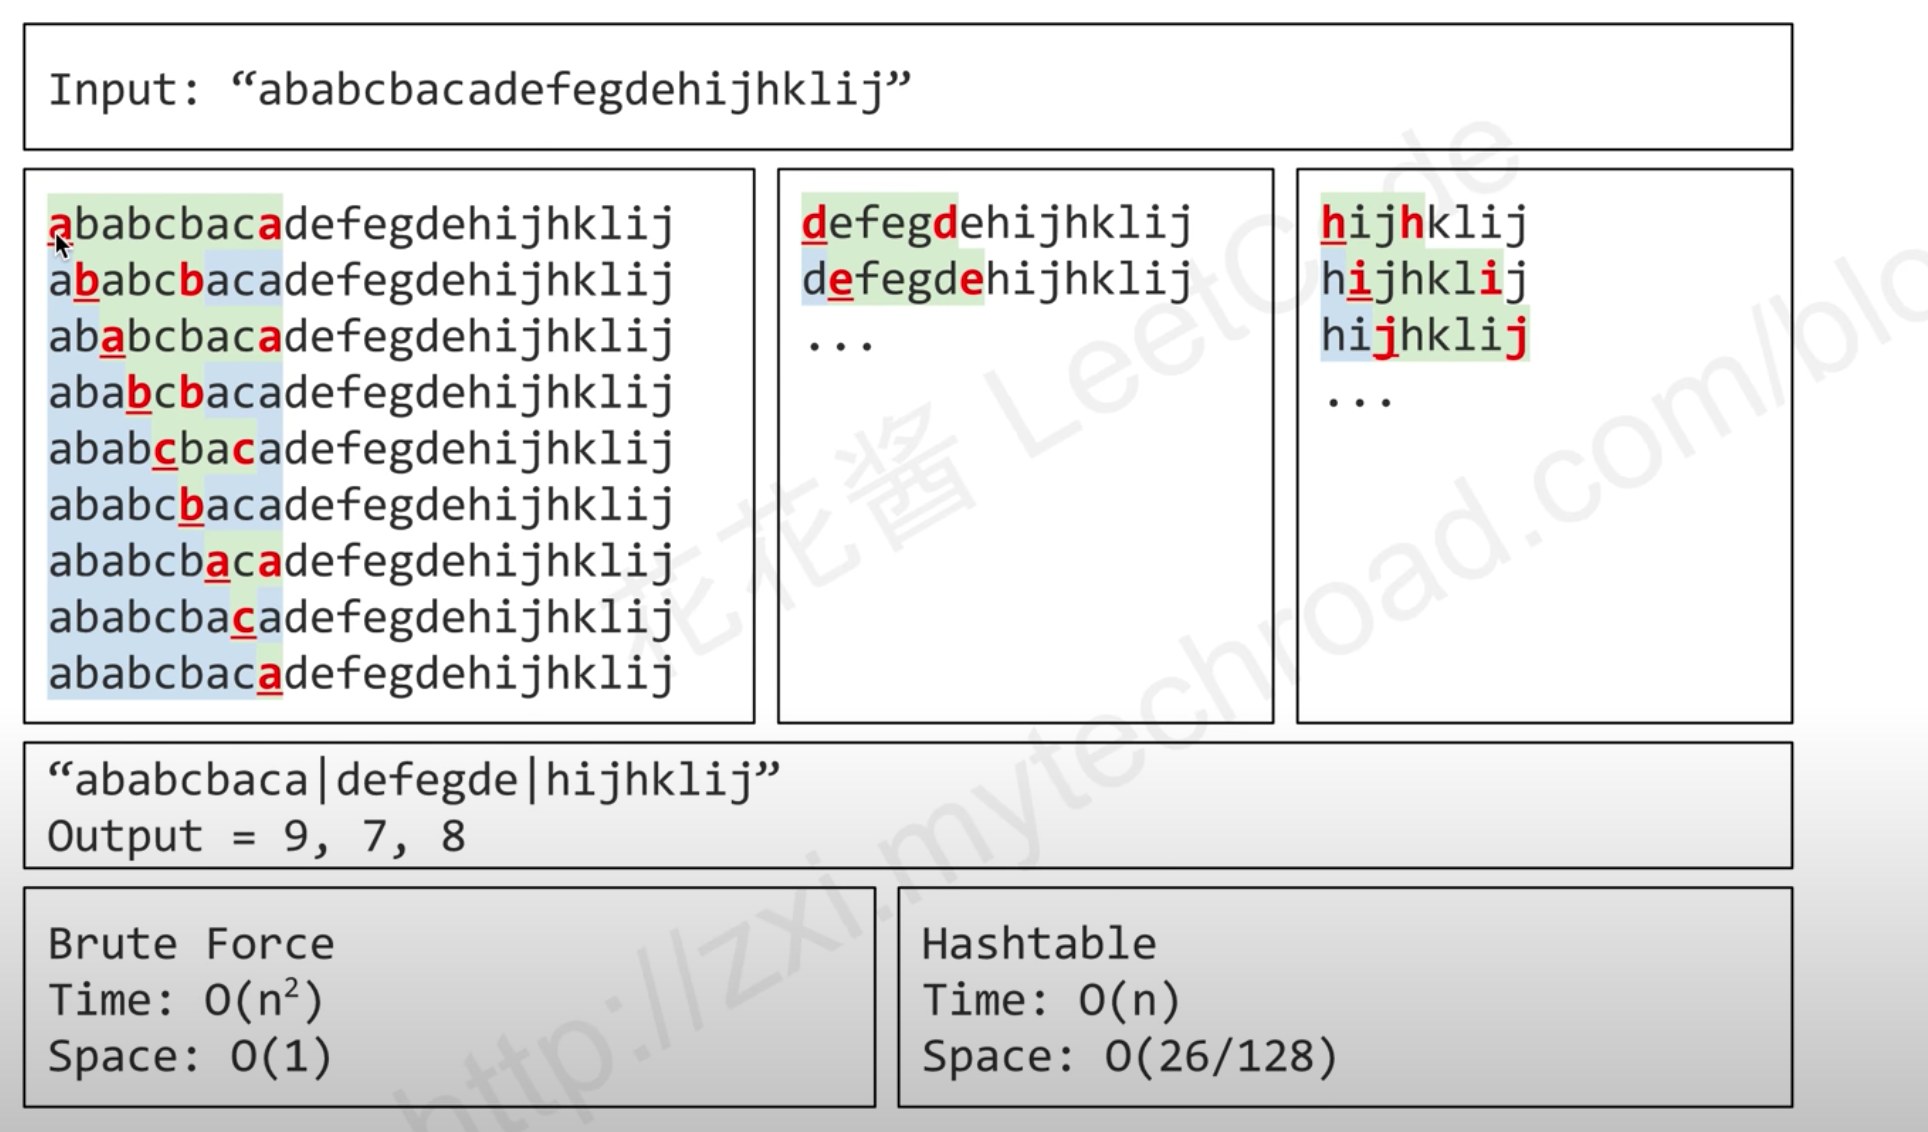 Input: “ababcbacadefegdehijhklij”
ababcbacadefegdehijhklij
ababcbacadefegdehijhklij
ababcbacadefegdehijhklij
ababcbacadefegdehijhklij
ababcbacadefegdehijhklij
ababcbacadefegdehijhklij
ababcbacadefegdehijhklij
ababcbacadefegdehijhklij
ababcbacadefegdehijhklij
defegdehijhklij
defegdehijhklij
...
hijhklij
hijhklij
hijhklij
...
“ababcbaca|defegde|hijhklij”
Output = 9, 7, 8
Brute Force
Time: O(n²)
Space: O(1)
Hashtable
Time: O(n)
Space: O(26/128)
花花酱 LeetCode
http://zxi.mytechroad.com/blo